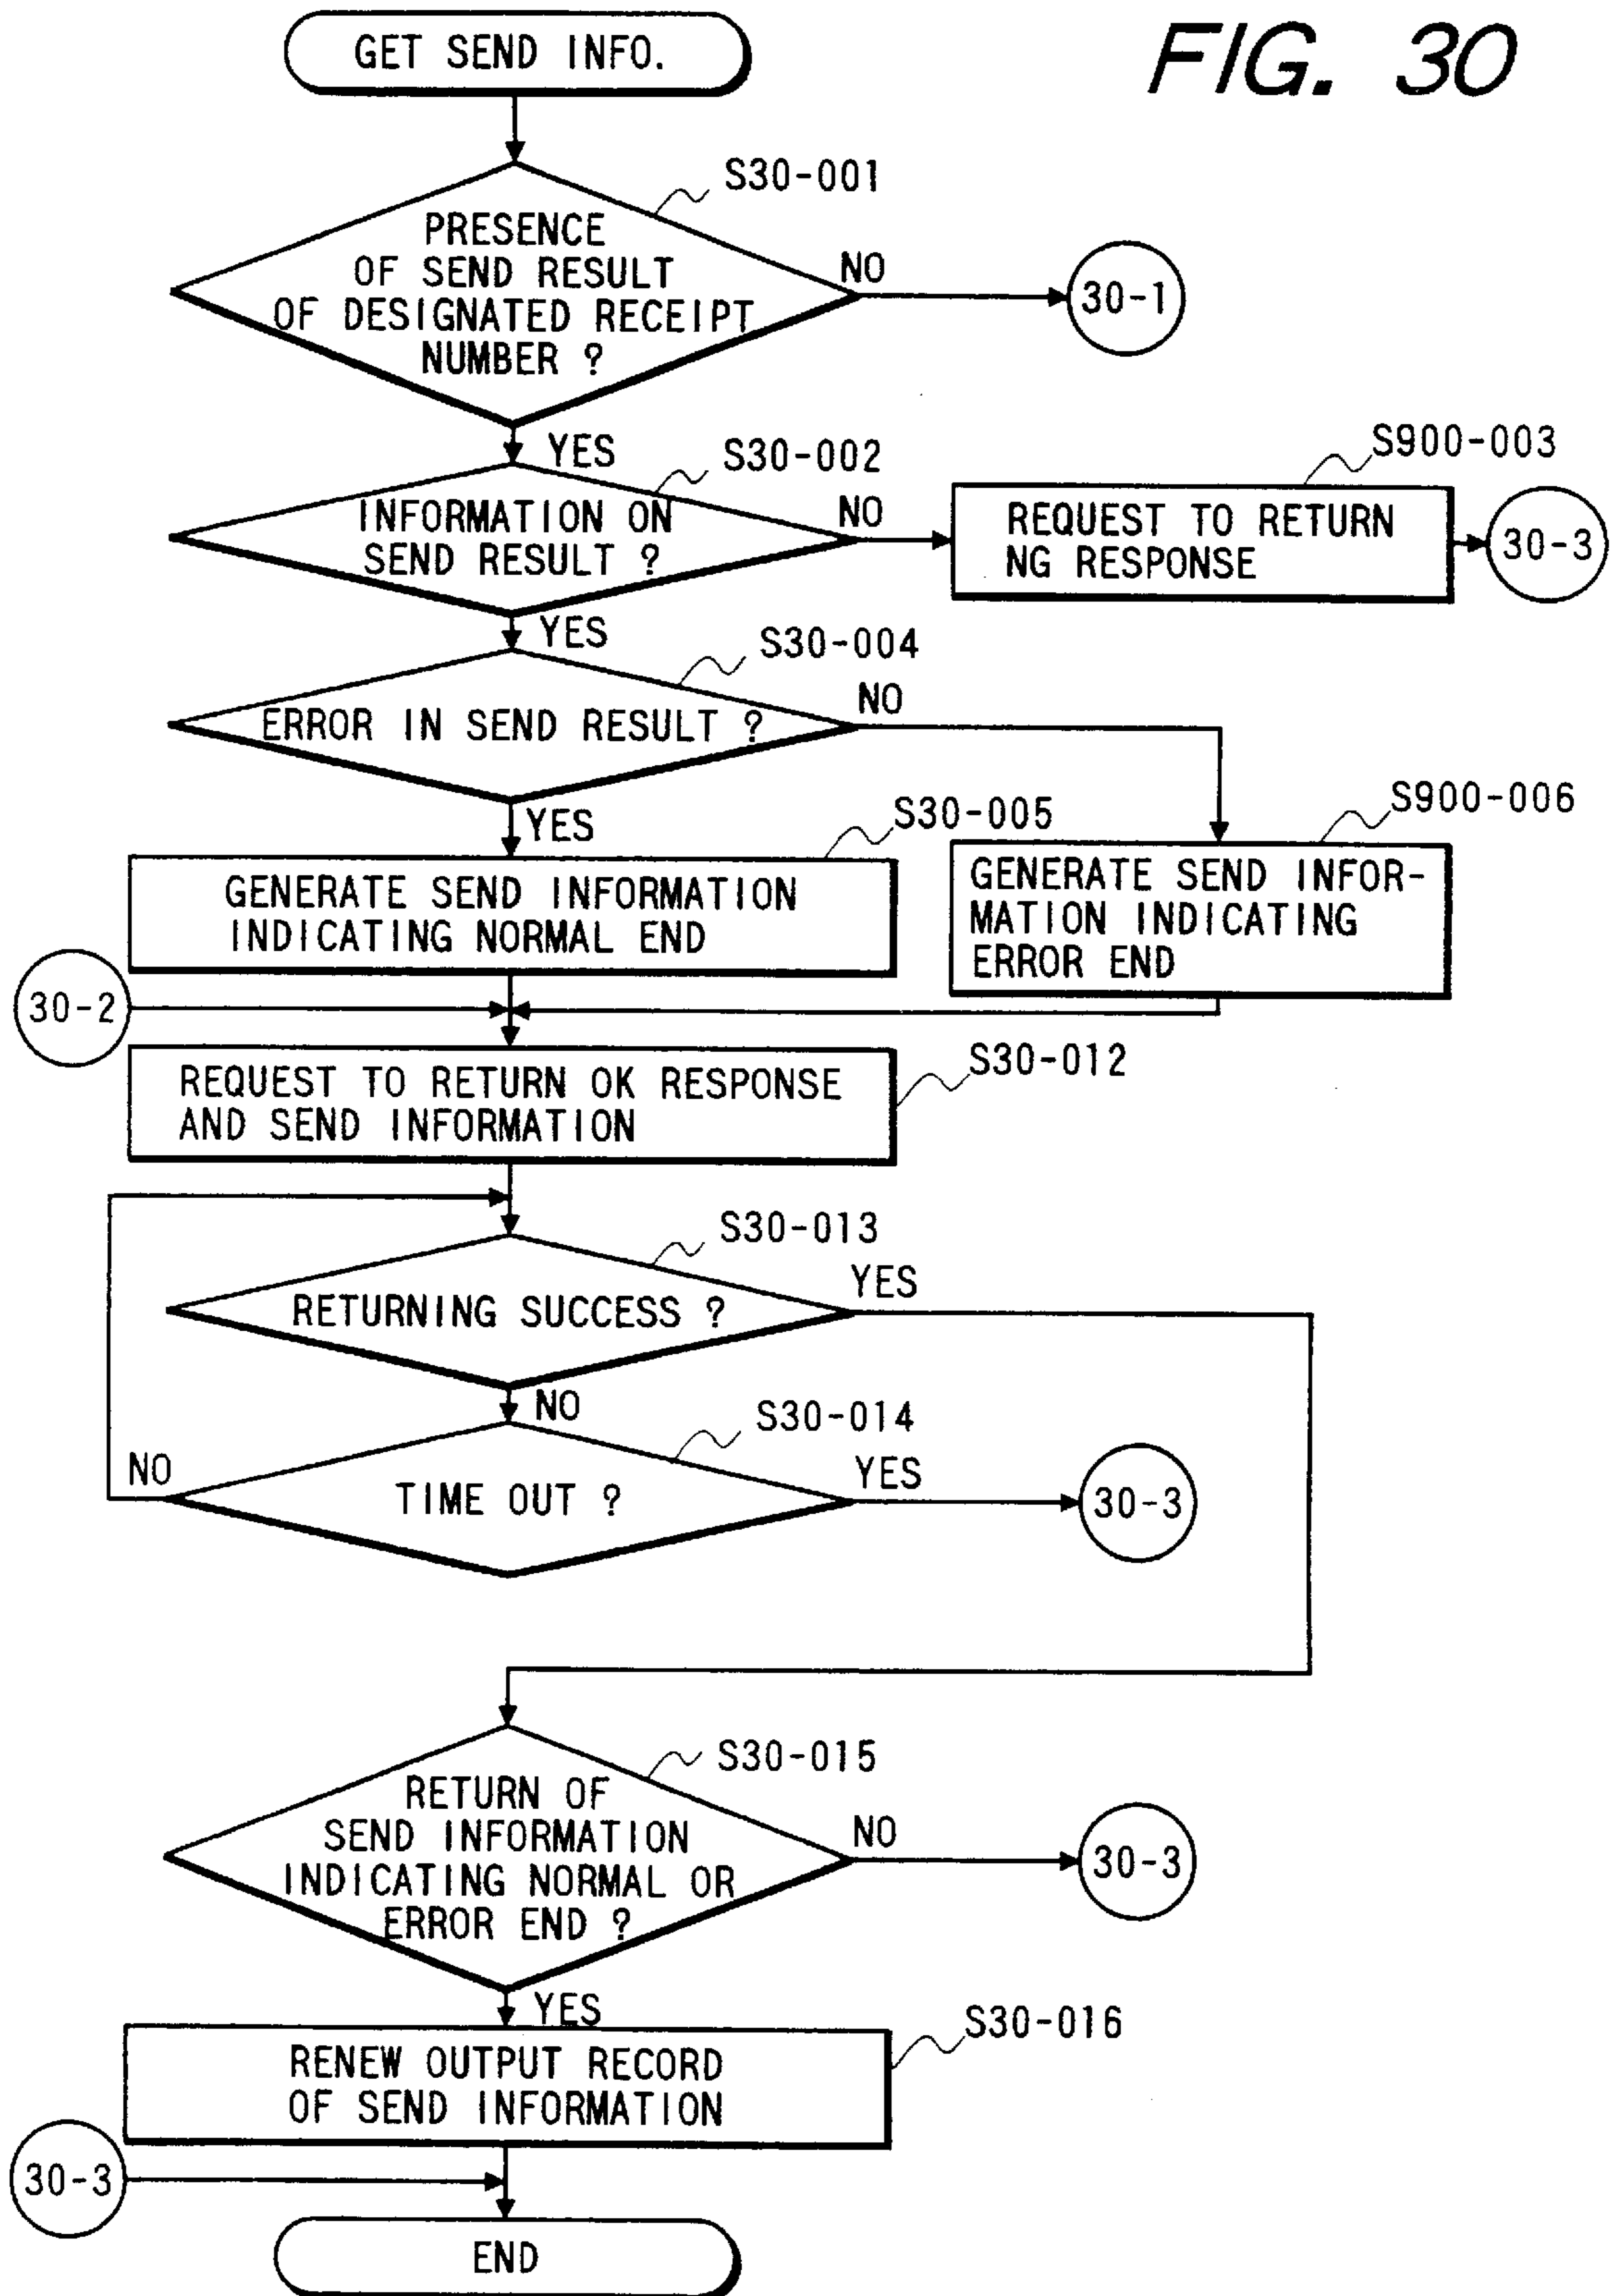 FIG. 30
GET SEND INFO.
S30-001
PRESENCE
OF SEND RESULT
OF DESIGNATED RECEIPT
NUMBER ?
NO
30-1
YES
S30-002
INFORMATION ON
SEND RESULT ?
NO
S900-003
REQUEST TO RETURN
NG RESPONSE
30-3
YES
S30-004
ERROR IN SEND RESULT ?
NO
YES
S30-005
GENERATE SEND INFORMATION
INDICATING NORMAL END
S900-006
GENERATE SEND INFOR-
MATION INDICATING
ERROR END
30-2
S30-012
REQUEST TO RETURN OK RESPONSE
AND SEND INFORMATION
S30-013
RETURNING SUCCESS ?
YES
NO
S30-014
TIME OUT ?
NO
YES
30-3
S30-015
RETURN OF
SEND INFORMATION
INDICATING NORMAL OR
ERROR END ?
NO
30-3
YES
S30-016
RENEW OUTPUT RECORD
OF SEND INFORMATION
30-3
END